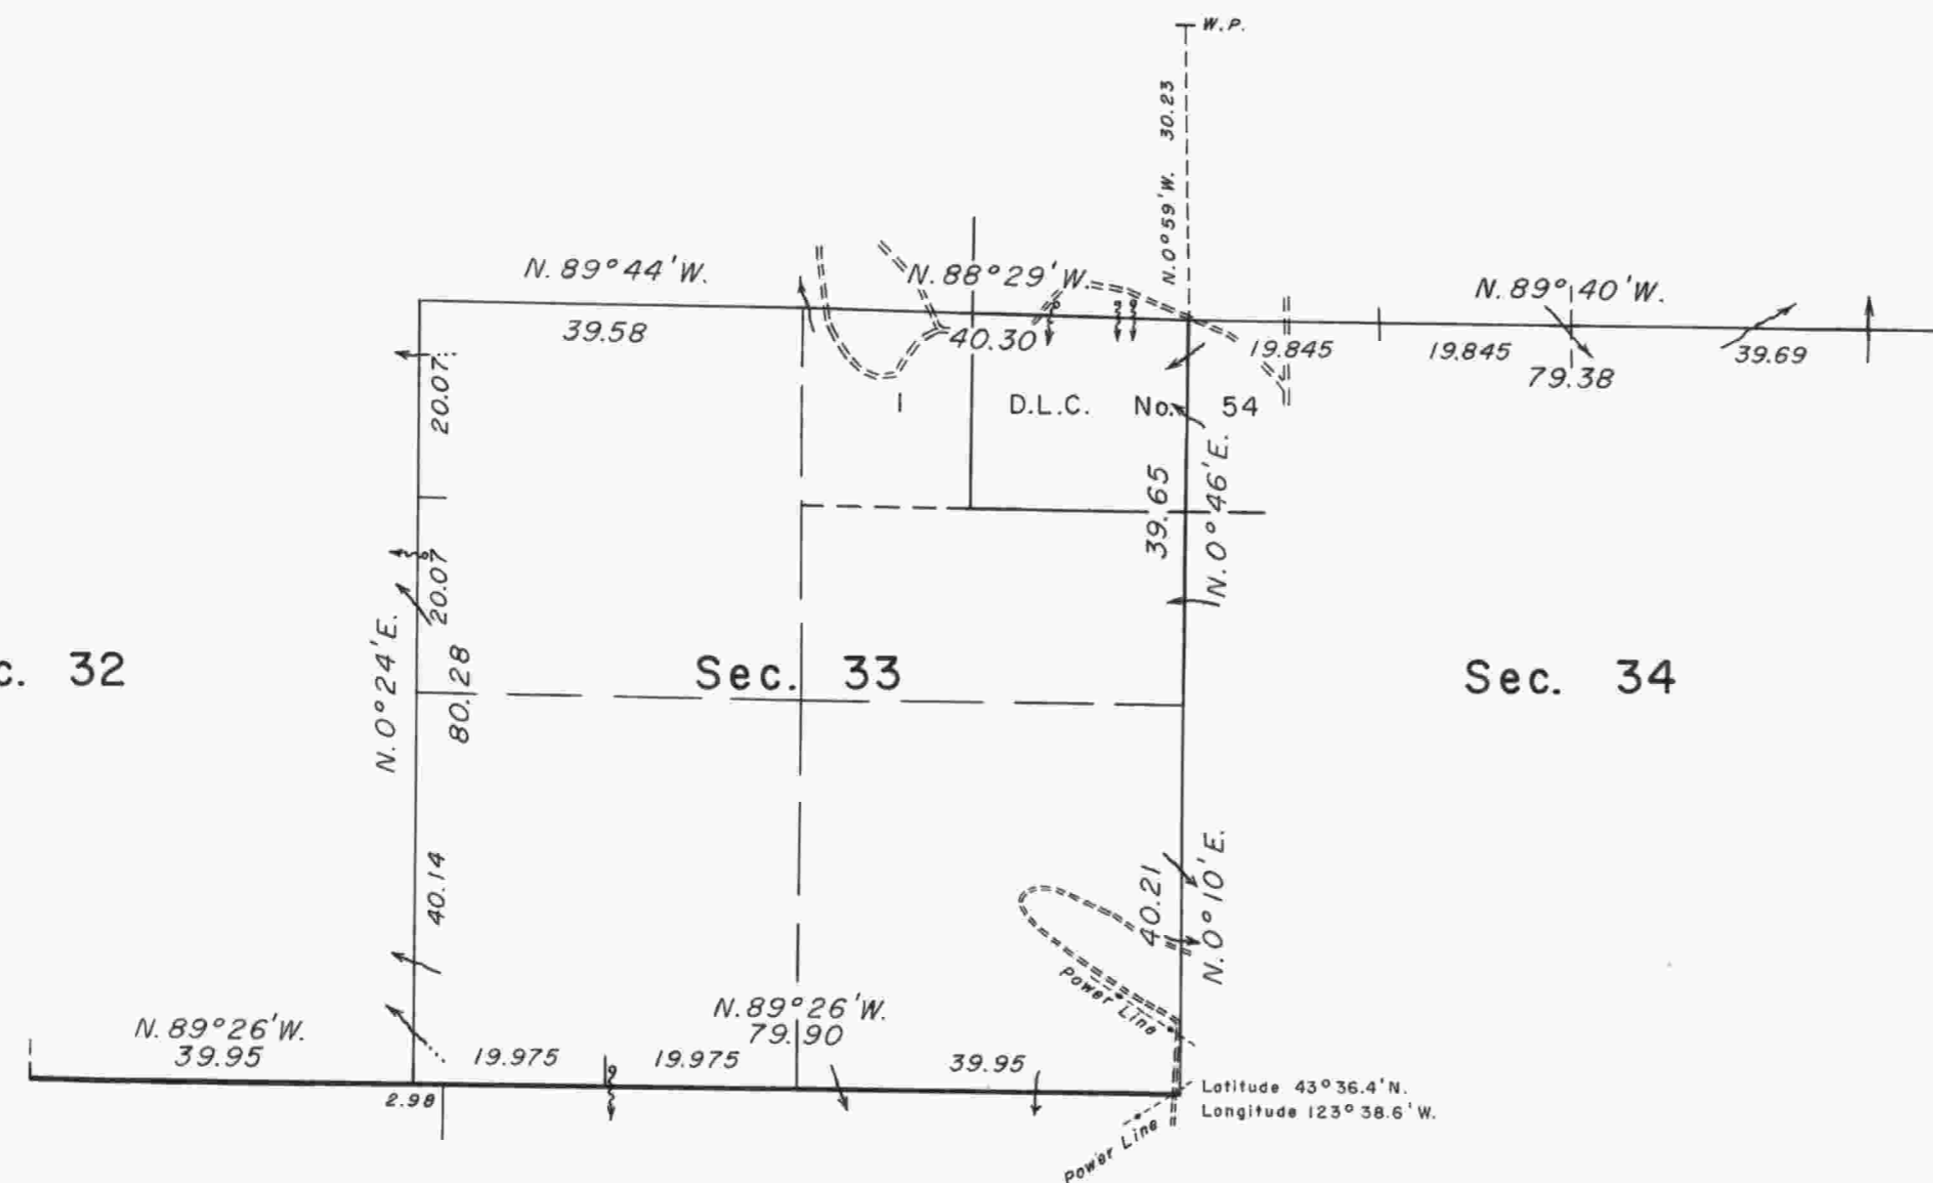 W.P.
N.0°59'W. 30.23
N. 89°44'W.
N. 88°29'W.
N. 89°40'W.
39.58
40.30
19.845
19.845
39.69
79.38
20.07
1
D.L.C. No. 54
39.65
N.0°46'E.
20.07
N.0°24'E.
80.28
c. 32
Sec. 33
Sec. 34
40.14
40.21
N.0°10'E.
Power Line
N.89°26'W.
39.95
N.89°26'W.
79.90
19.975
19.975
39.95
2.98
Latitude 43°36.4'N.
Longitude 123°38.6'W.
Power Line